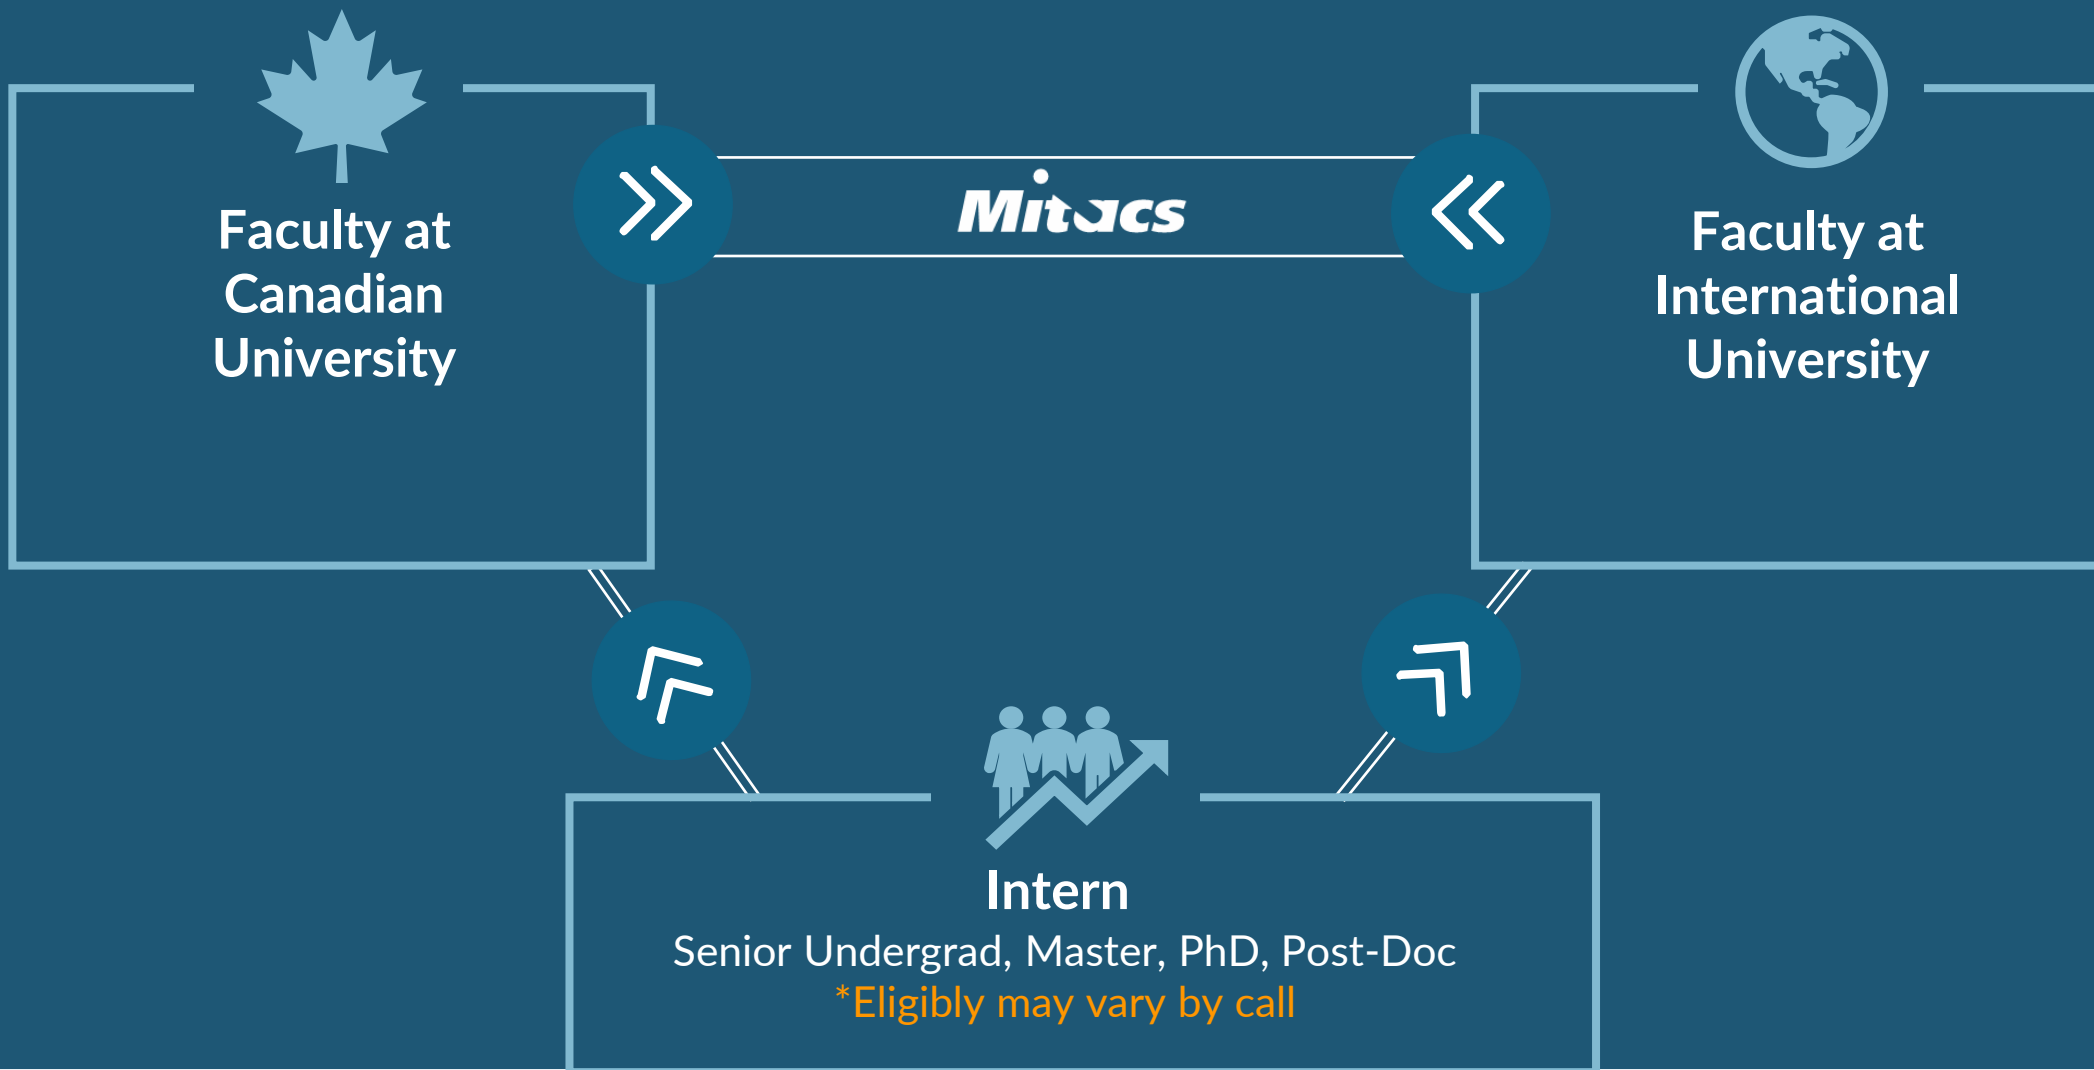 Faculty at
Canadian
University
Mitacs
Faculty at
International
University
Intern
Senior Undergrad, Master, PhD, Post-Doc
*Eligibly may vary by call